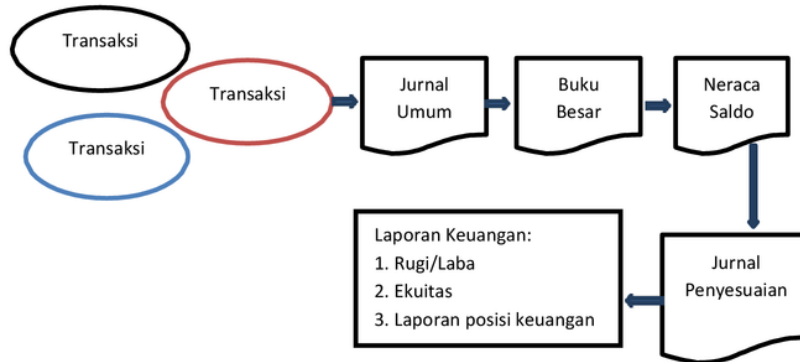 Transaksi
Transaksi
Transaksi
Jurnal
Umum
Buku
Besar
Neraca
Saldo
Jurnal
Penyesuaian
Laporan Keuangan:
1. Rugi/Laba
2. Ekuitas
3. Laporan posisi keuangan